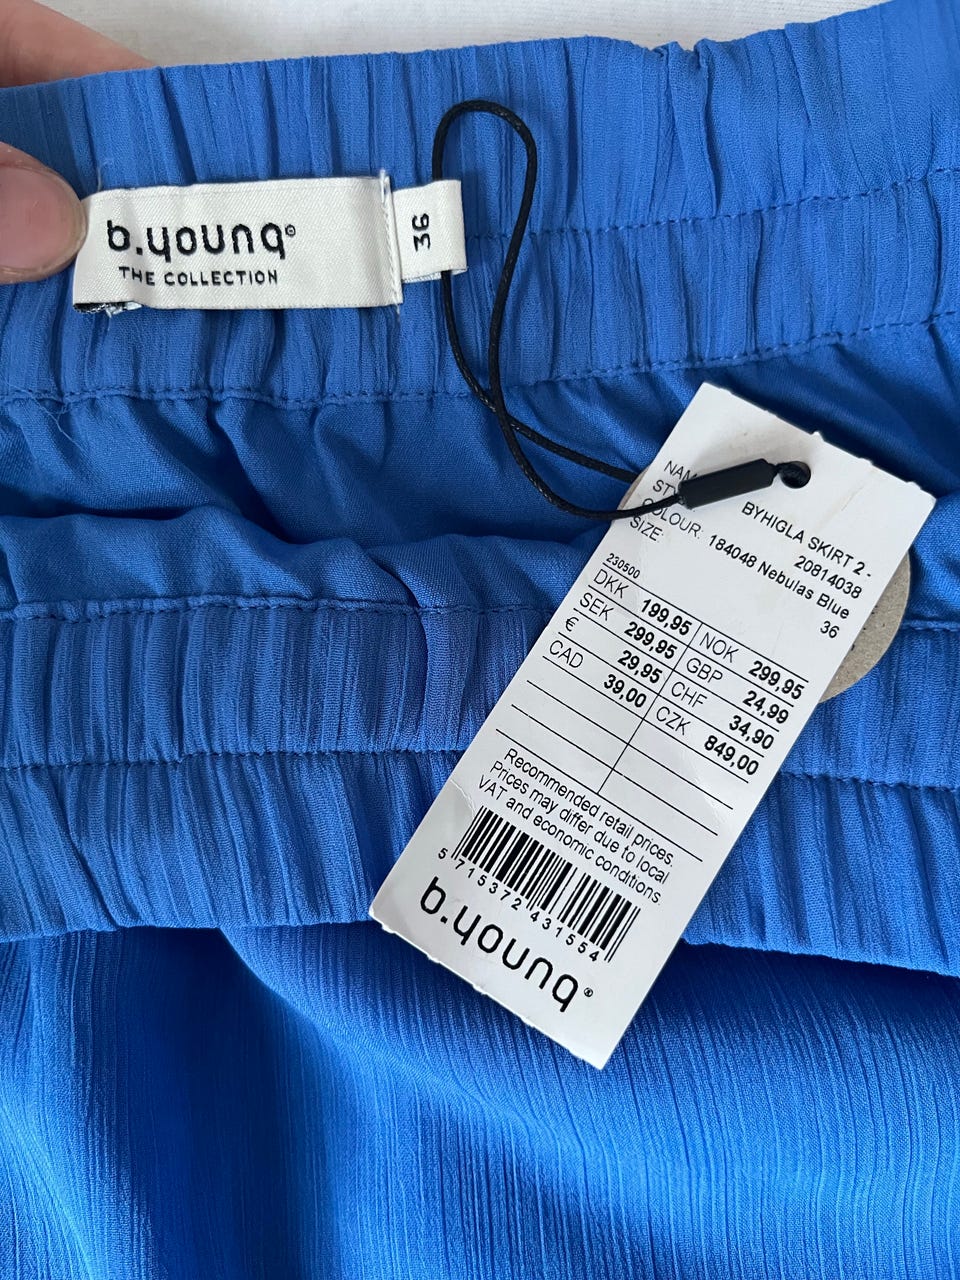 b.young®
THE COLLECTION
36
NAM
STY
COLOUR:
SIZE:
BYHIGLA SKIRT 2 -
20814038
184048 Nebulas Blue
36
230500
DKK 199,95 NOK 299,95
SEK 299,95 GBP 24,99
€ 29,95 CHF 34,90
CAD 39,00 CZK 849,00
Recommended retail prices.
Prices may differ due to local
VAT and economic conditions.
5 715372 431554
b.young®